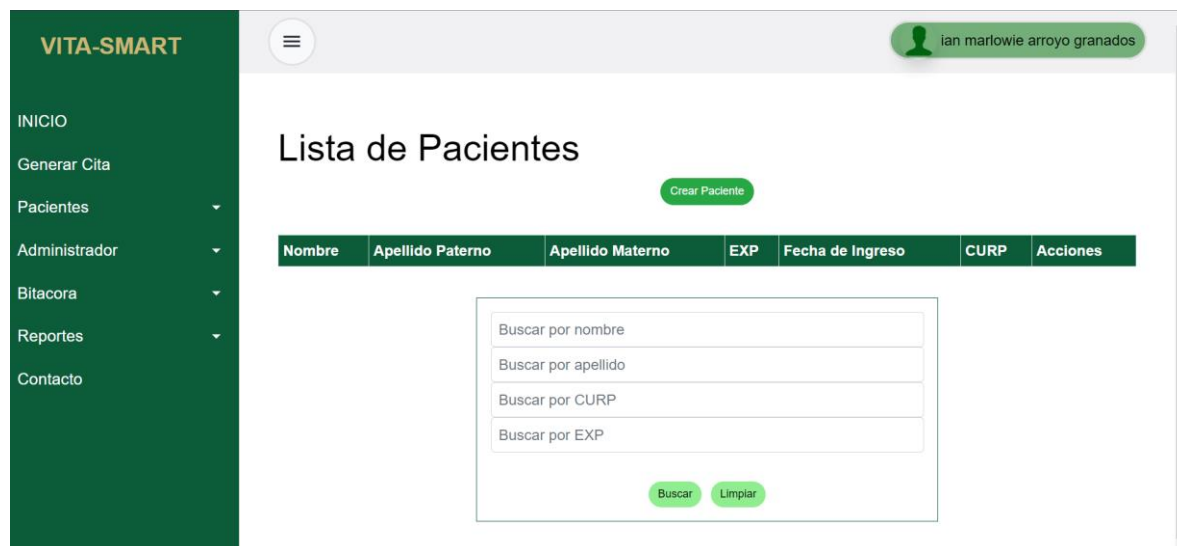 VITA-SMART
ian marlowie arroyo granados
INICIO
Generar Cita
Pacientes
Administrador
Bitacora
Reportes
Contacto
Lista de Pacientes
Crear Paciente
Nombre Apellido Paterno Apellido Materno EXP Fecha de Ingreso CURP Acciones
Buscar por nombre
Buscar por apellido
Buscar por CURP
Buscar por EXP
Buscar Limpiar